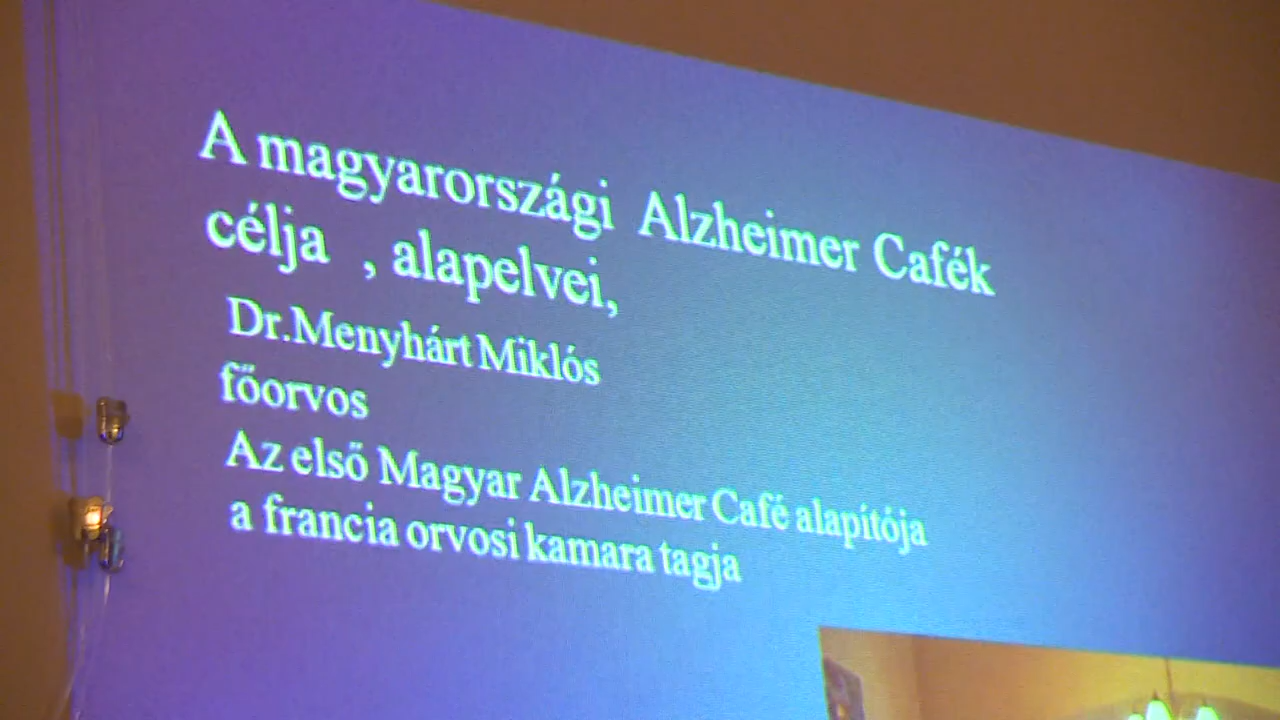 A magyarországi Alzheimer Cafék
célja , alapelvei,
Dr.Menyhárt Miklós
főorvos
Az első Magyar Alzheimer Café alapítója
a francia orvosi kamara tagja